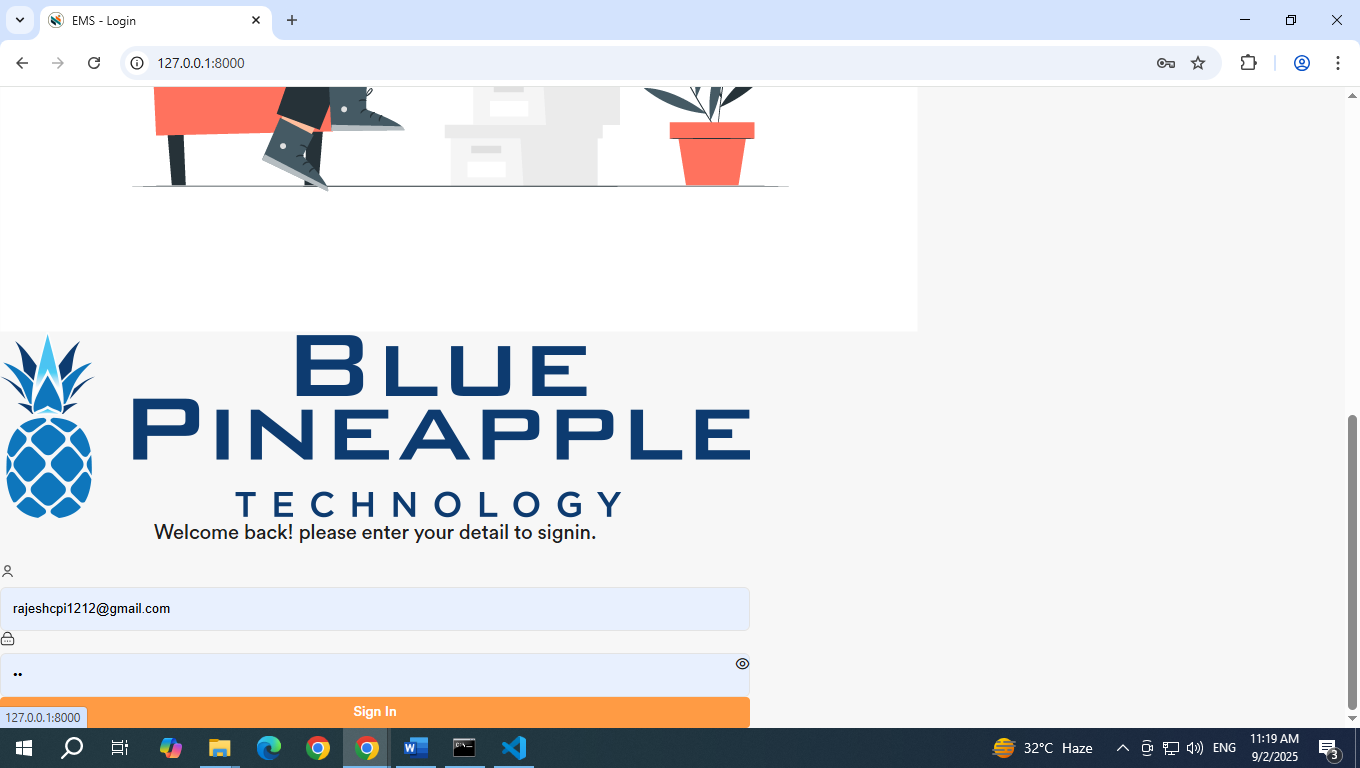 EMS - Login
127.0.0.1:8000
BLUE
PINEAPPLE
TECHNOLOGY
Welcome back! please enter your detail to signin.
rajeshcpi1212@gmail.com
••
Sign In
127.0.0.1:8000
32°C Haze
ENG
11:19 AM
9/2/2025
3